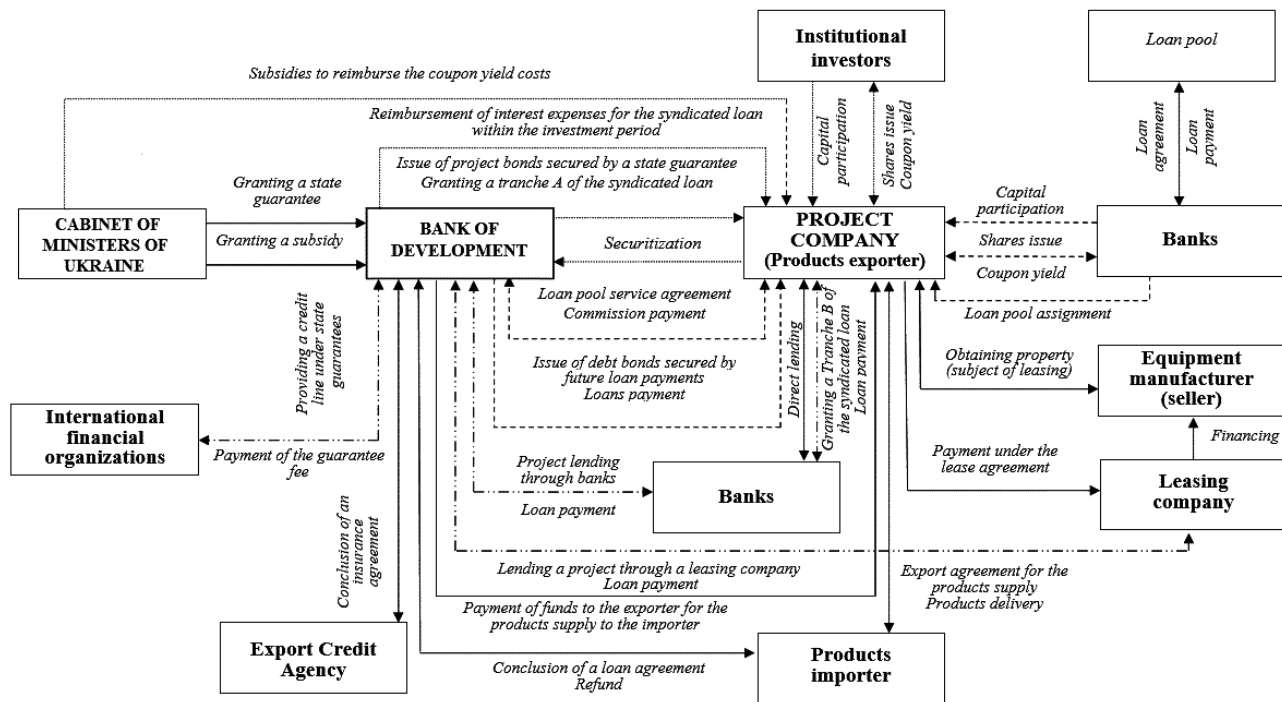 Institutional
investors
Loan pool
Subsidies to reimburse the coupon yield costs
Reimbursement of interest expenses for the syndicated loan
within the investment period
Capital
participation
Shares issue
Coupon yield
Loan
agreement
Loan
payment
Issue of project bonds secured by a state guarantee
Granting a tranche A of the syndicated loan
Granting a state
guarantee
Granting a subsidy
CABINET OF
MINISTERS OF
UKRAINE
BANK OF
DEVELOPMENT
Securitization
PROJECT
COMPANY
(Products exporter)
Capital
participation
Shares issue
Coupon yield
Banks
Loan pool assignment
Loan pool service agreement
Commission payment
Issue of debt bonds secured by
future loan payments
Loans payment
Direct lending
Granting a Tranche B of
the syndicated loan
Loan payment
Obtaining property
(subject of leasing)
Equipment
manufacturer
(seller)
Providing a credit
line under state
guarantees
International
financial
organizations
Payment of the guarantee
fee
Financing
Payment under the
lease agreement
Leasing
company
Project lending
through banks
Loan payment
Banks
Conclusion of an
insurance
agreement
Lending a project through a leasing company
Loan payment
Export agreement for the
products supply
Products delivery
Payment of funds to the exporter for the
products supply to the importer
Export Credit
Agency
Conclusion of a loan agreement
Refund
Products
importer